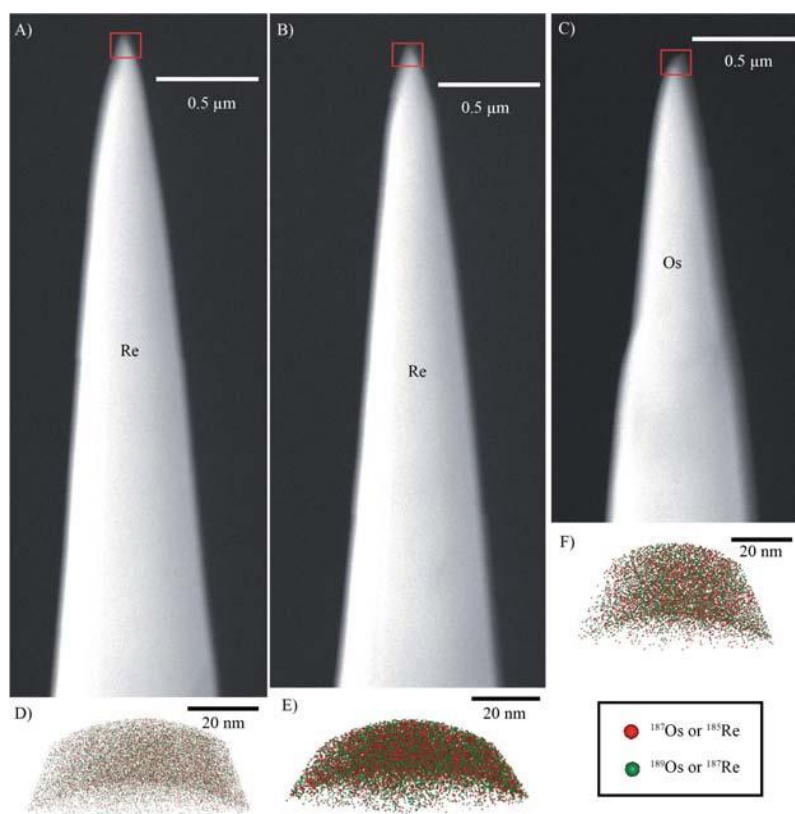 A)
B)
C)
0.5 µm
0.5 µm
0.5 µm
Re
Re
Os
D)
E)
F)
20 nm
20 nm
20 nm
¹⁸⁷Os or ¹⁸⁵Re
¹⁸⁹Os or ¹⁸⁷Re